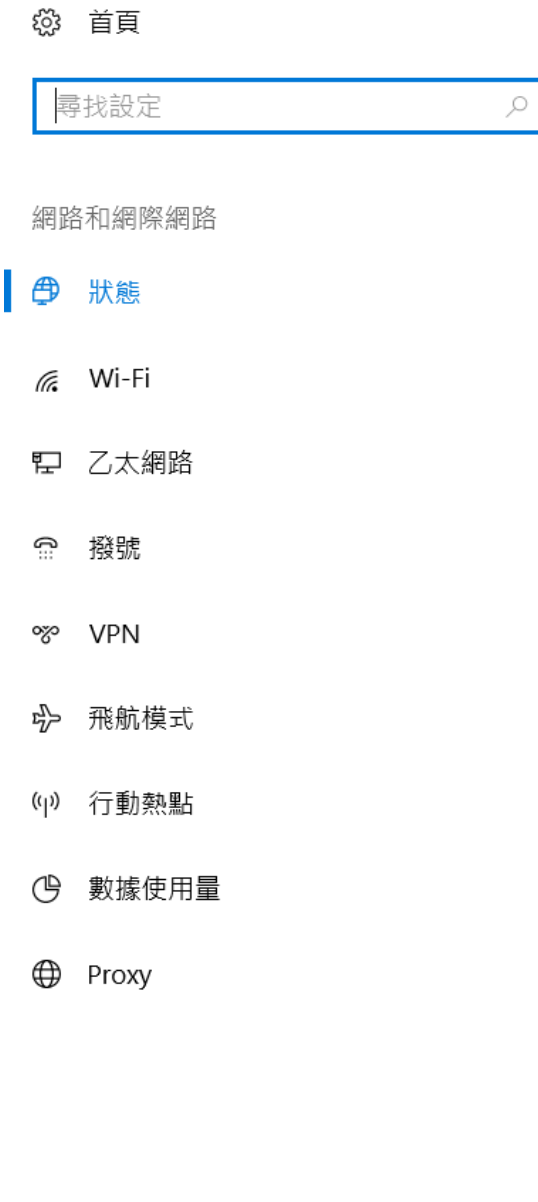 首頁
尋找設定
網路和網際網路
狀態
Wi-Fi
乙太網路
撥號
VPN
飛航模式
行動熱點
數據使用量
Proxy